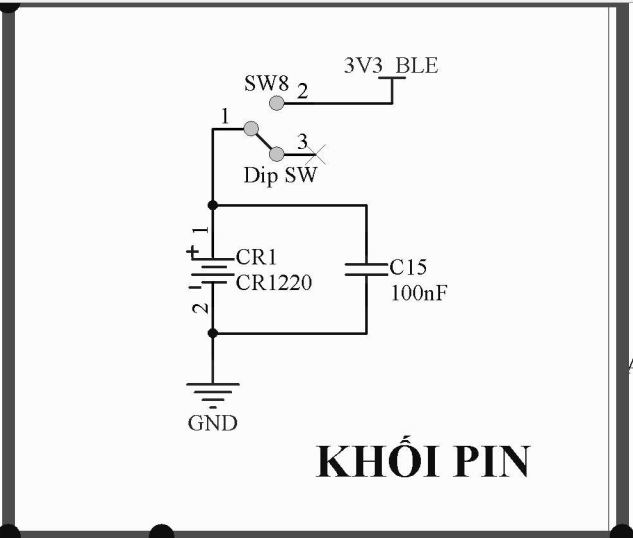 3V3_BLE
SW8
2
1
3
Dip SW
1
+
CR1
CR1220
-
2
C15
100nF
GND
KHỐI PIN